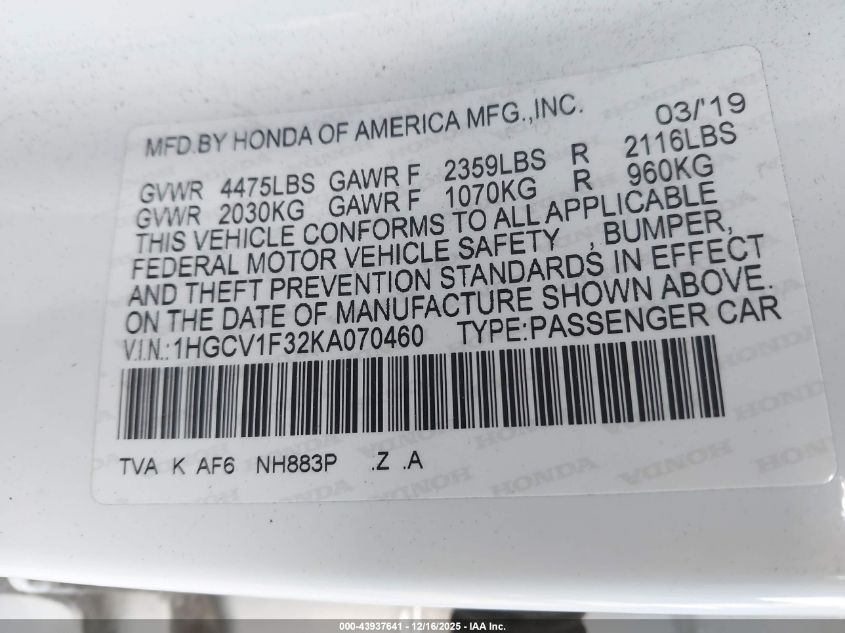 MFD.BY HONDA OF AMERICA MFG.,INC. 03/'19
GVWR 4475LBS GAWR F 2359LBS R 2116LBS
GVWR 2030KG GAWR F 1070KG R 960KG
THIS VEHICLE CONFORMS TO ALL APPLICABLE
FEDERAL MOTOR VEHICLE SAFETY , BUMPER,
AND THEFT PREVENTION STANDARDS IN EFFECT
ON THE DATE OF MANUFACTURE SHOWN ABOVE.
V.I.N.:1HGCV1F32KA070460 TYPE:PASSENGER CAR
TVA K AF6 NH883P .Z .A
HONDA HONDA HONDA
000-43937641 - 12/16/2025 - IAA Inc.